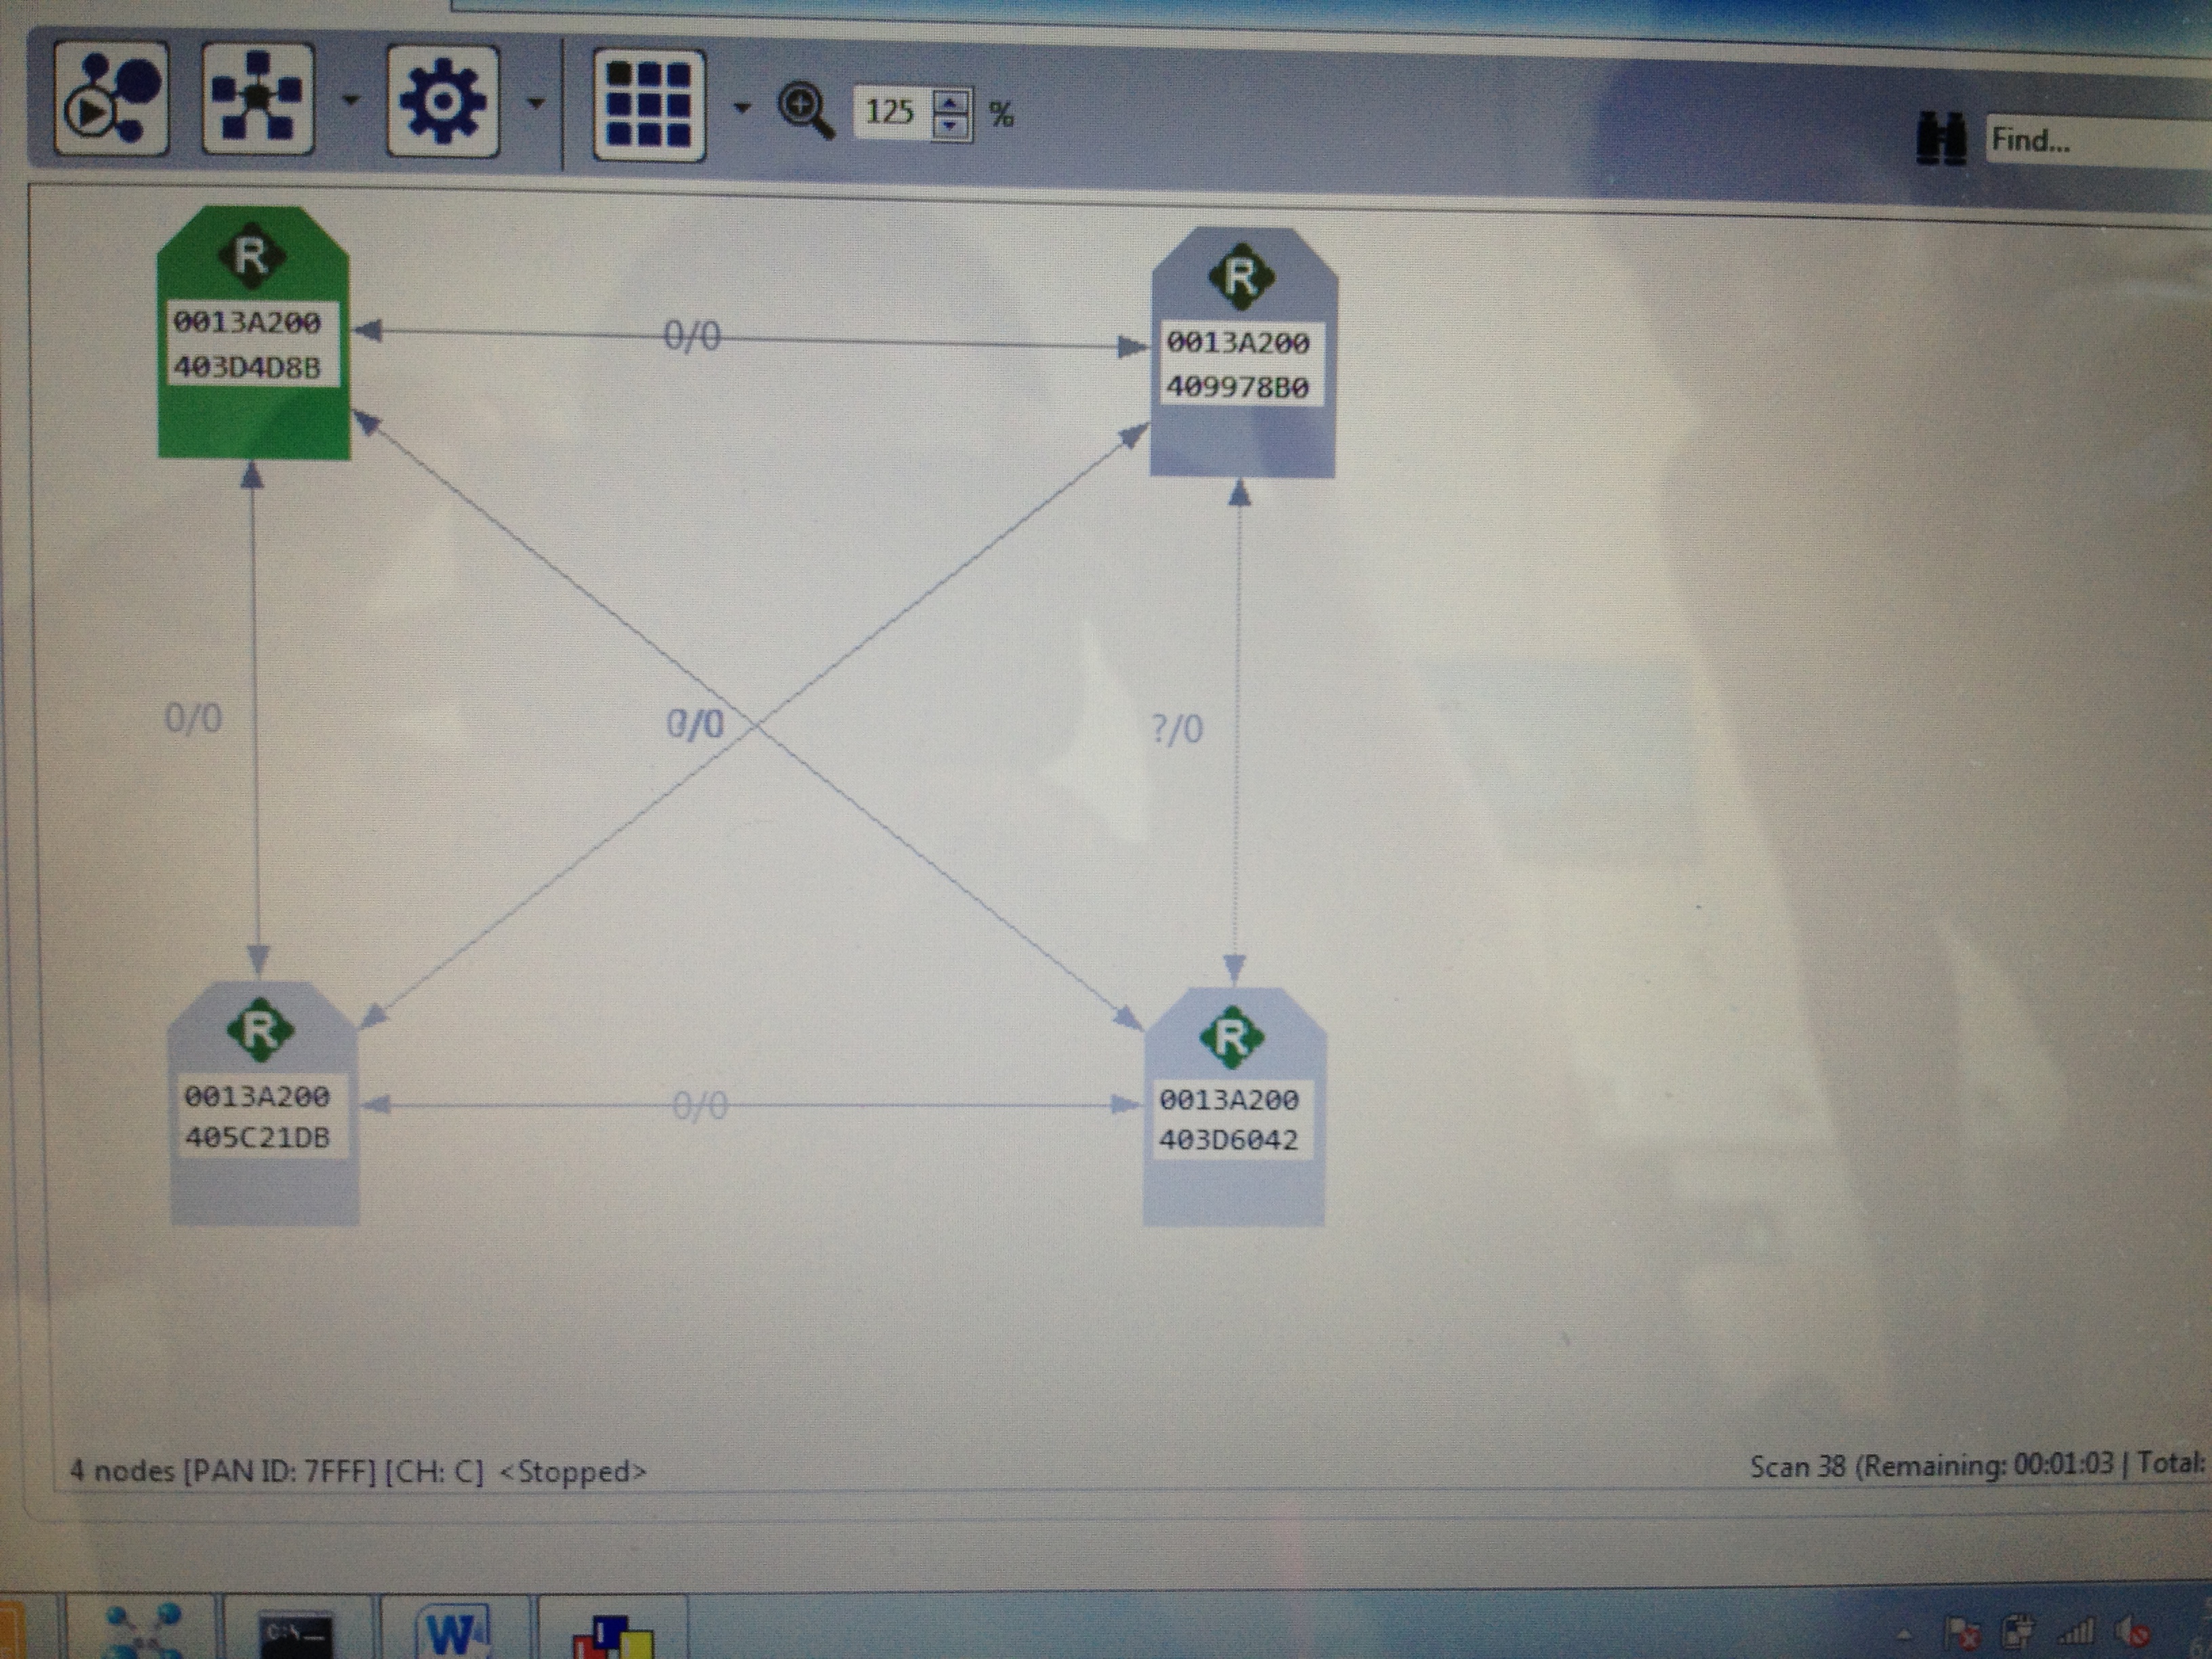 125 %
Find...
R
0013A200
403D4D8B
R
0013A200
409978B0
0/0
0/0
0/0
?/0
R
0013A200
405C21DB
R
0013A200
403D6042
0/0
4 nodes [PAN ID: 7FFF] [CH: C] <Stopped>
Scan 38 (Remaining: 00:01:03 | Total:
C:\
W